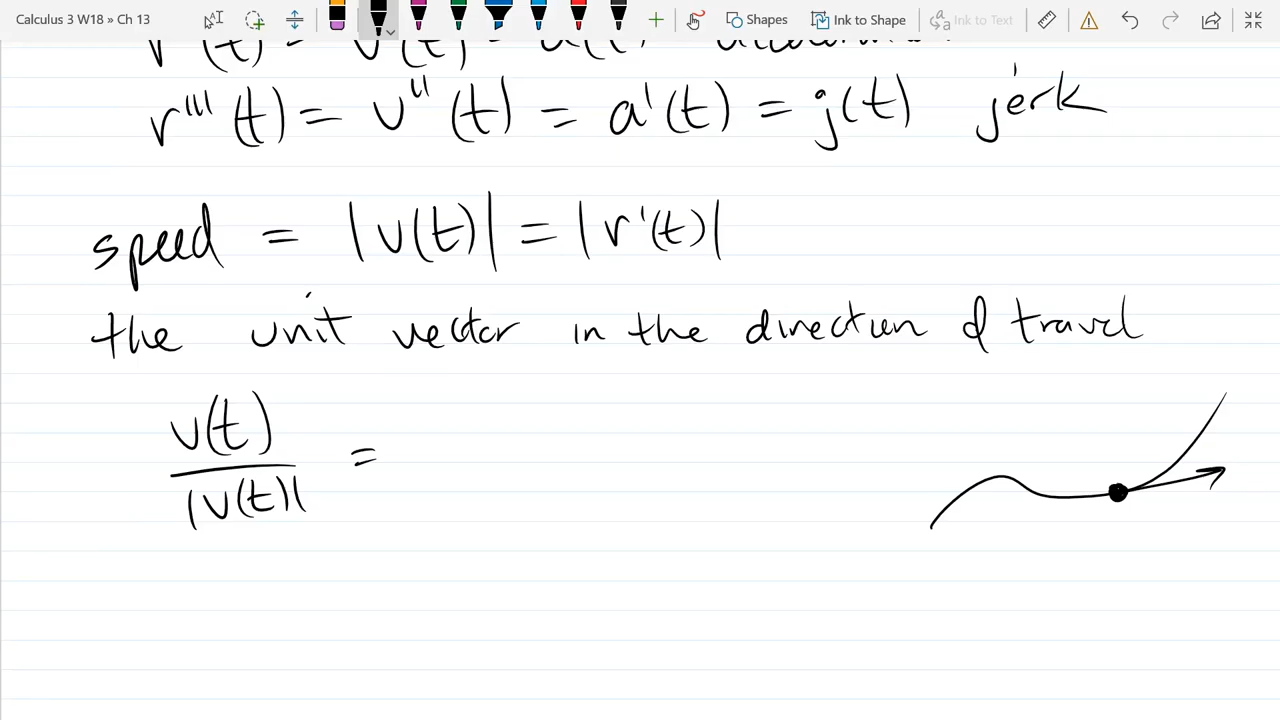 Calculus 3 W18 » Ch 13
Shapes
Ink to Shape
Ink to Text
r''(t) = v'(t) = a(t)
r'''(t) = v''(t) = a'(t) = j(t) jerk
speed = |v(t)| = |r'(t)|
the unit vector in the direction of travel
v(t)
|v(t)|
=